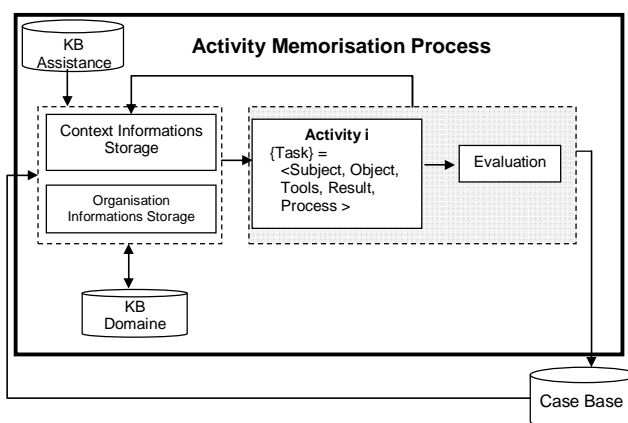 KB
Assistance
Activity Memorisation Process
Context Informations
Storage
Organisation
Informations Storage
Activity i
{Task} =
<Subject, Object,
Tools, Result,
Process >
Evaluation
KB
Domaine
Case Base